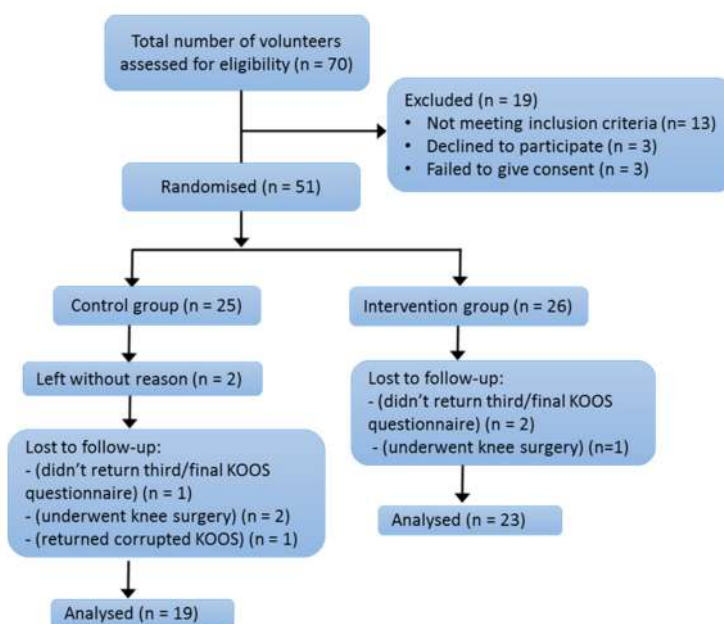 Total number of volunteers
assessed for eligibility (n = 70)
Excluded (n = 19)
• Not meeting inclusion criteria (n= 13)
• Declined to participate (n = 3)
• Failed to give consent (n = 3)
Randomised (n = 51)
Control group (n = 25)
Intervention group (n = 26)
Left without reason (n = 2)
Lost to follow-up:
- (didn't return third/final KOOS
questionnaire) (n = 2)
- (underwent knee surgery) (n=1)
Lost to follow-up:
- (didn't return third/final KOOS
questionnaire) (n = 1)
- (underwent knee surgery) (n = 2)
- (returned corrupted KOOS) (n = 1)
Analysed (n = 23)
Analysed (n = 19)